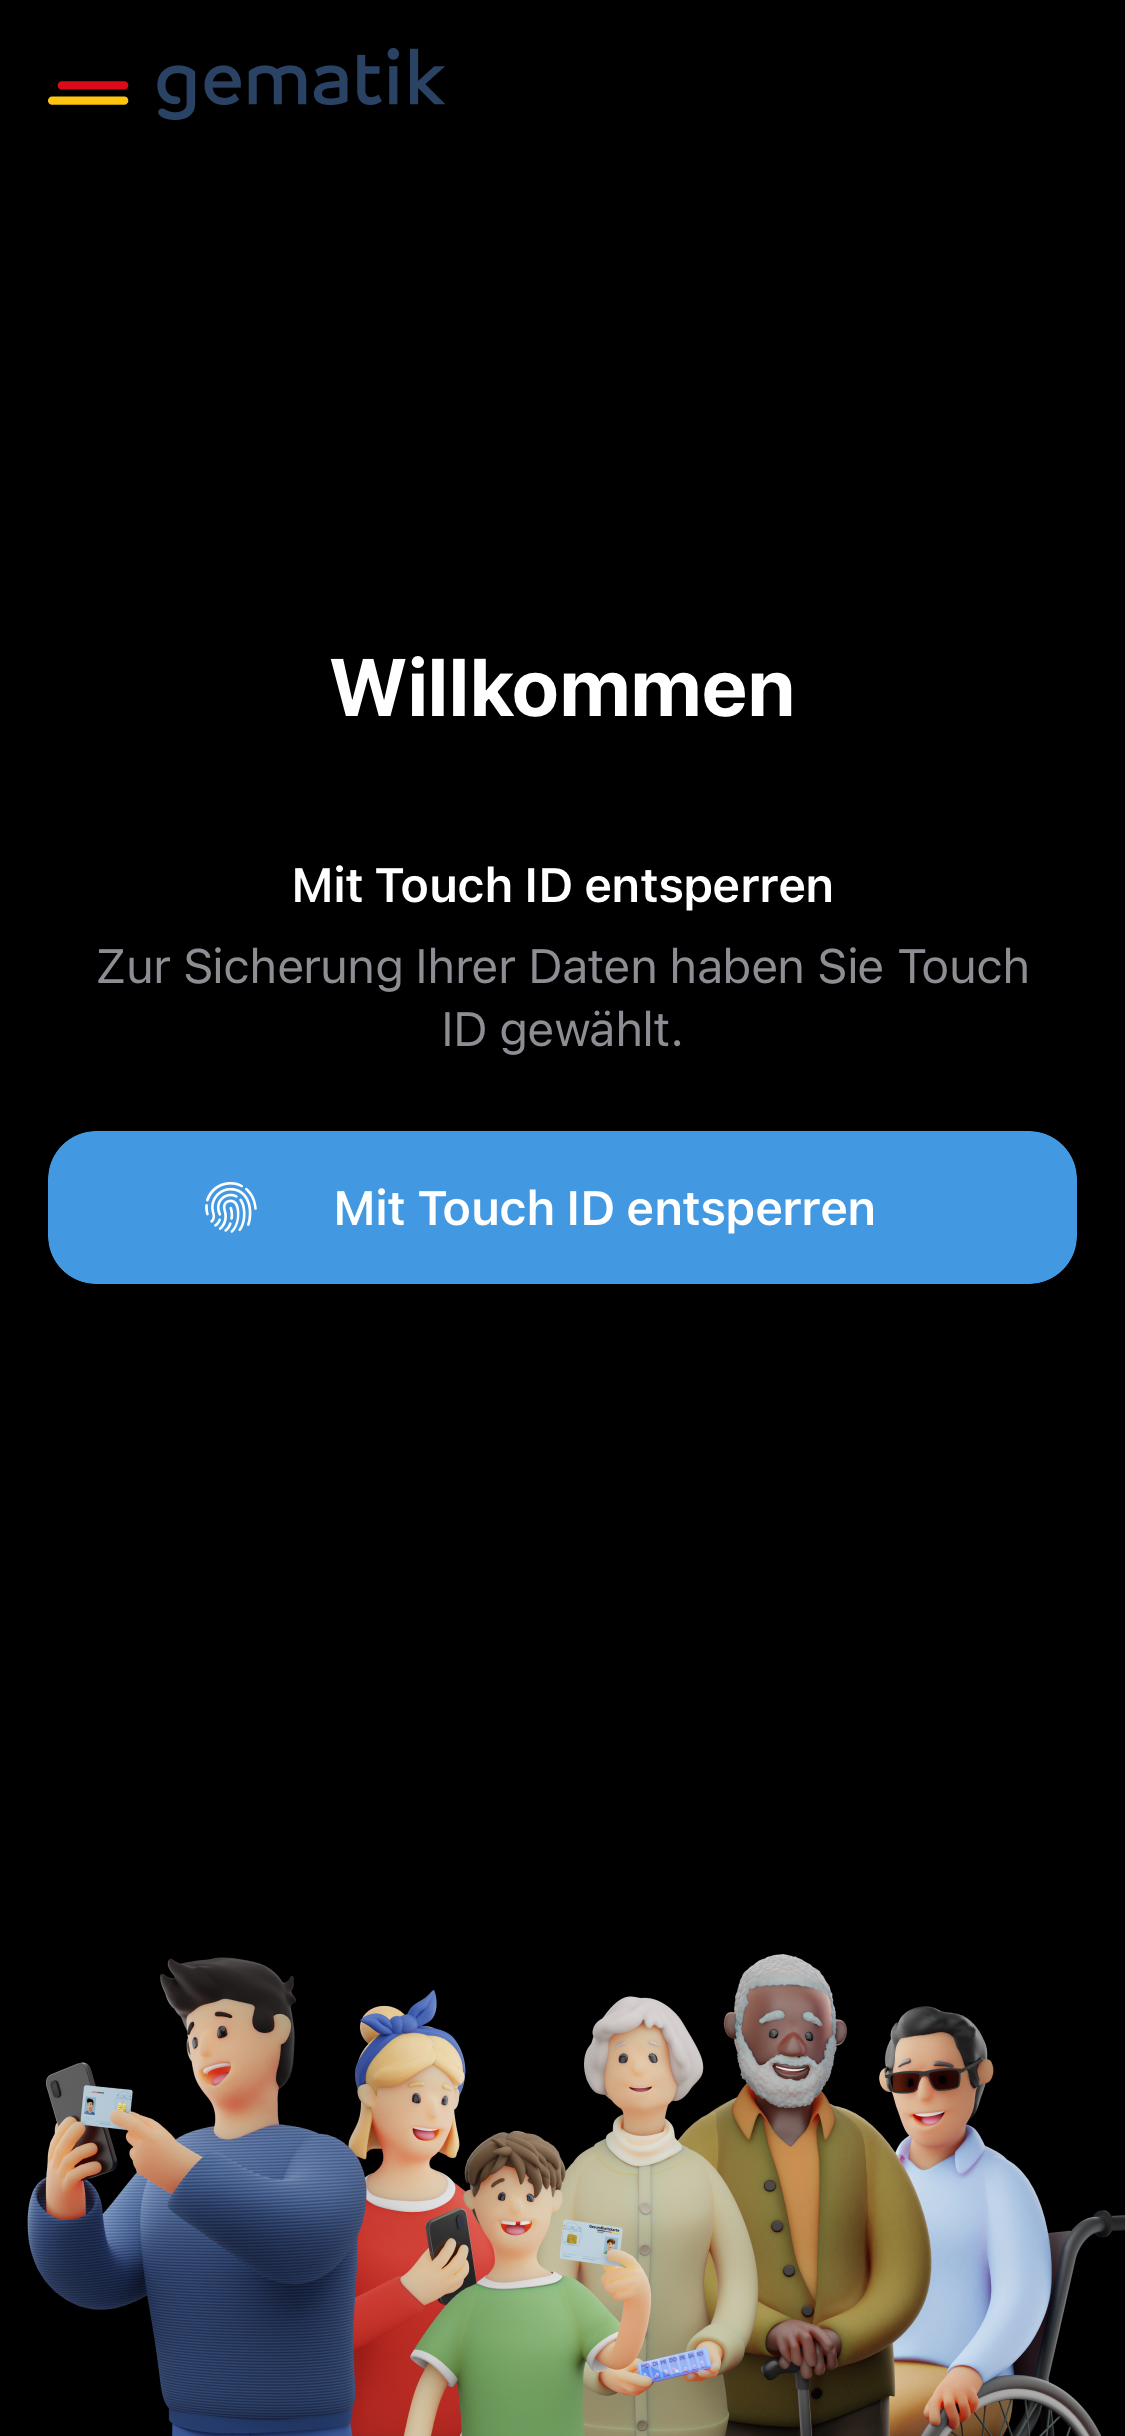 gematik
Willkommen
Mit Touch ID entsperren
Zur Sicherung Ihrer Daten haben Sie Touch
ID gewählt.
Mit Touch ID entsperren